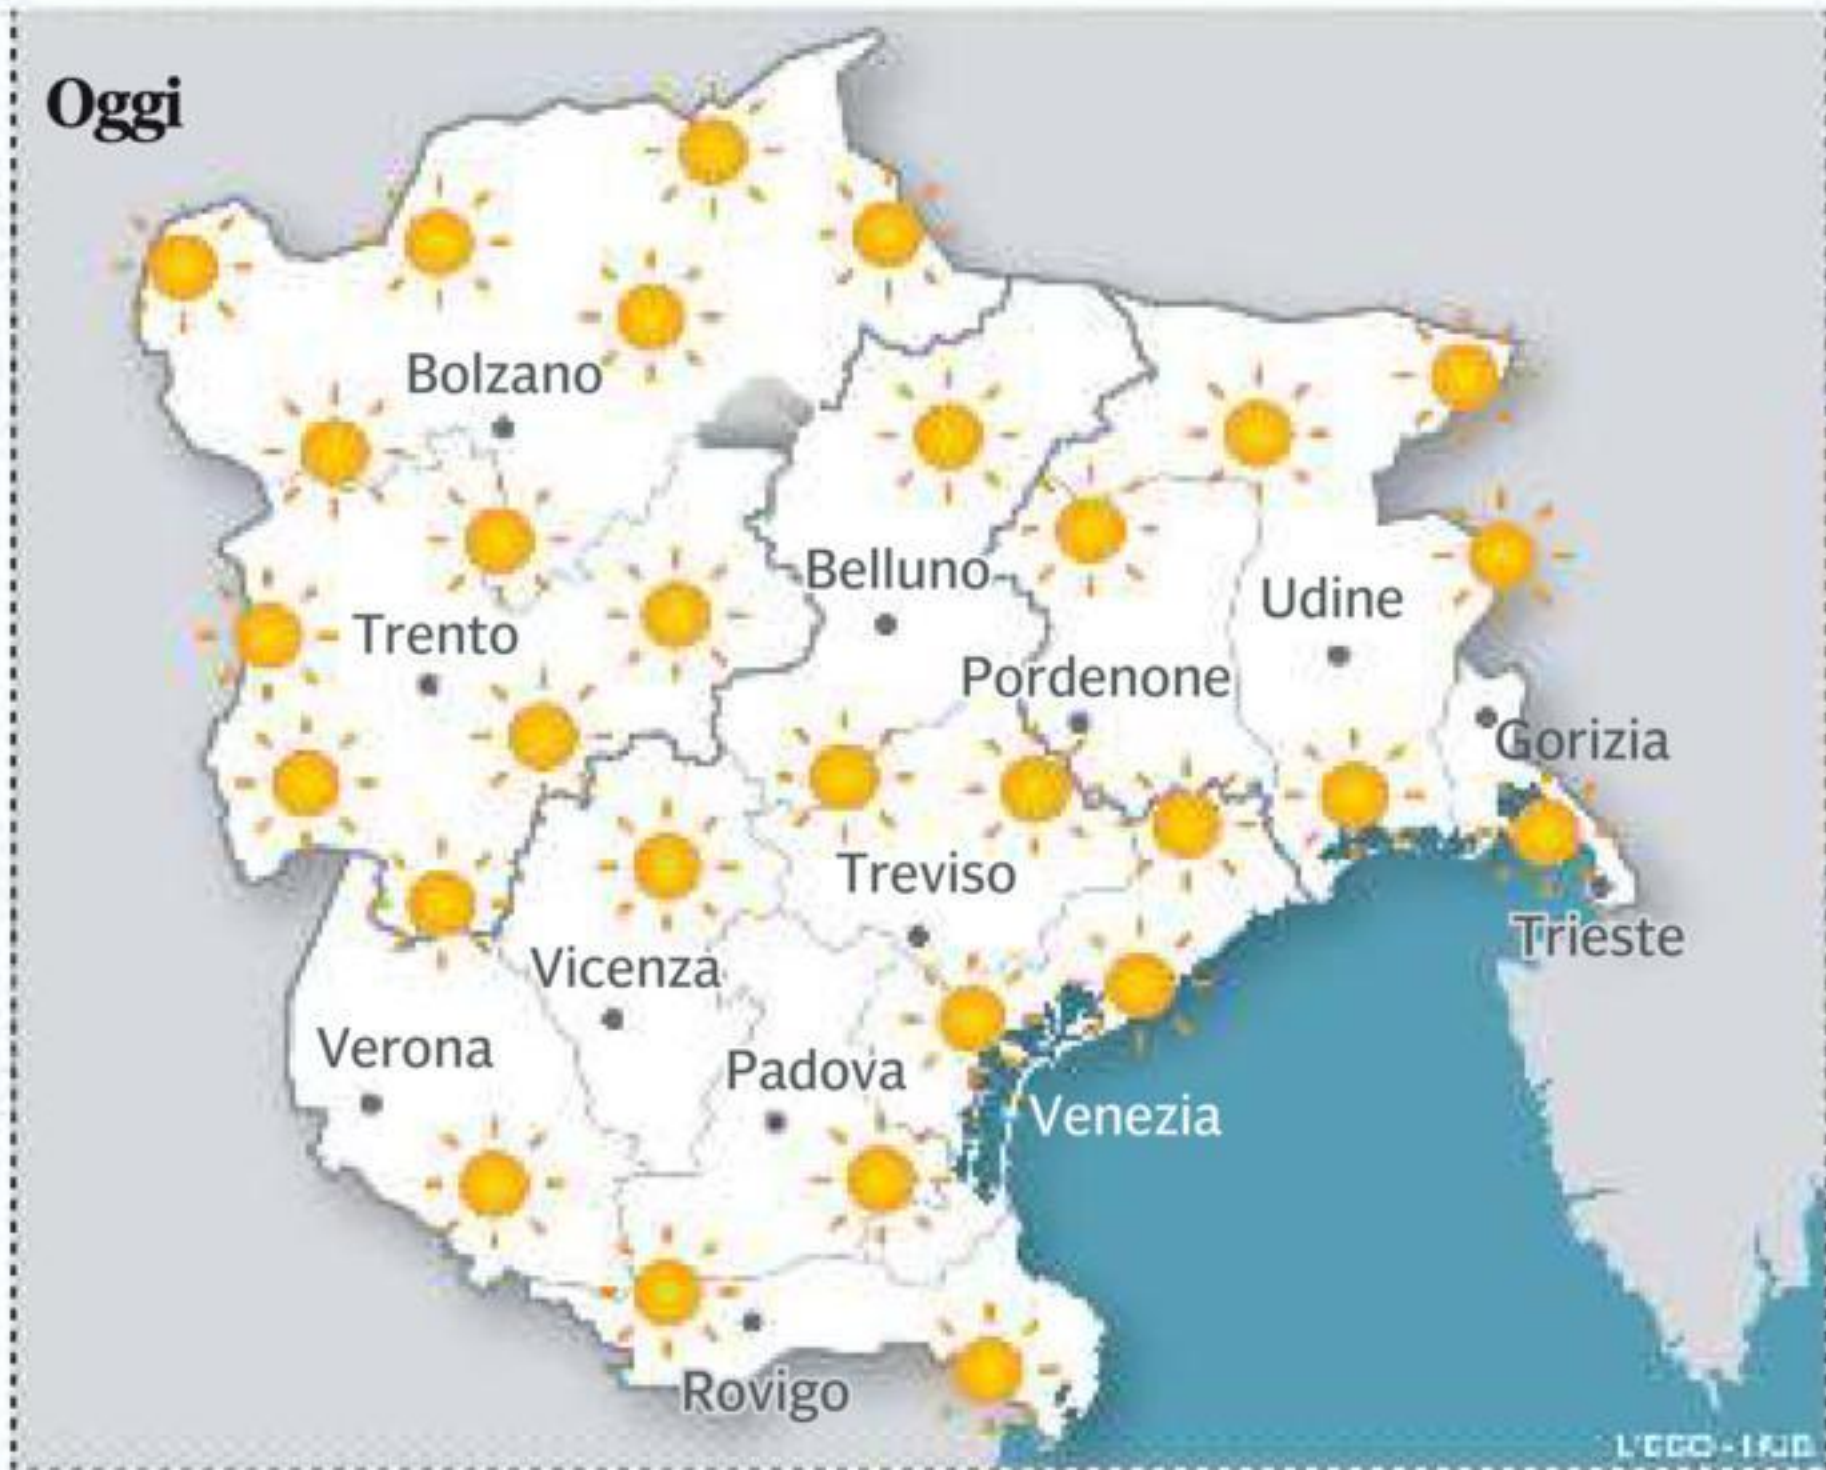 Oggi
Bolzano
Belluno
Udine
Trento
Pordenone
Gorizia
Treviso
Trieste
Vicenza
Verona
Padova
Venezia
Rovigo